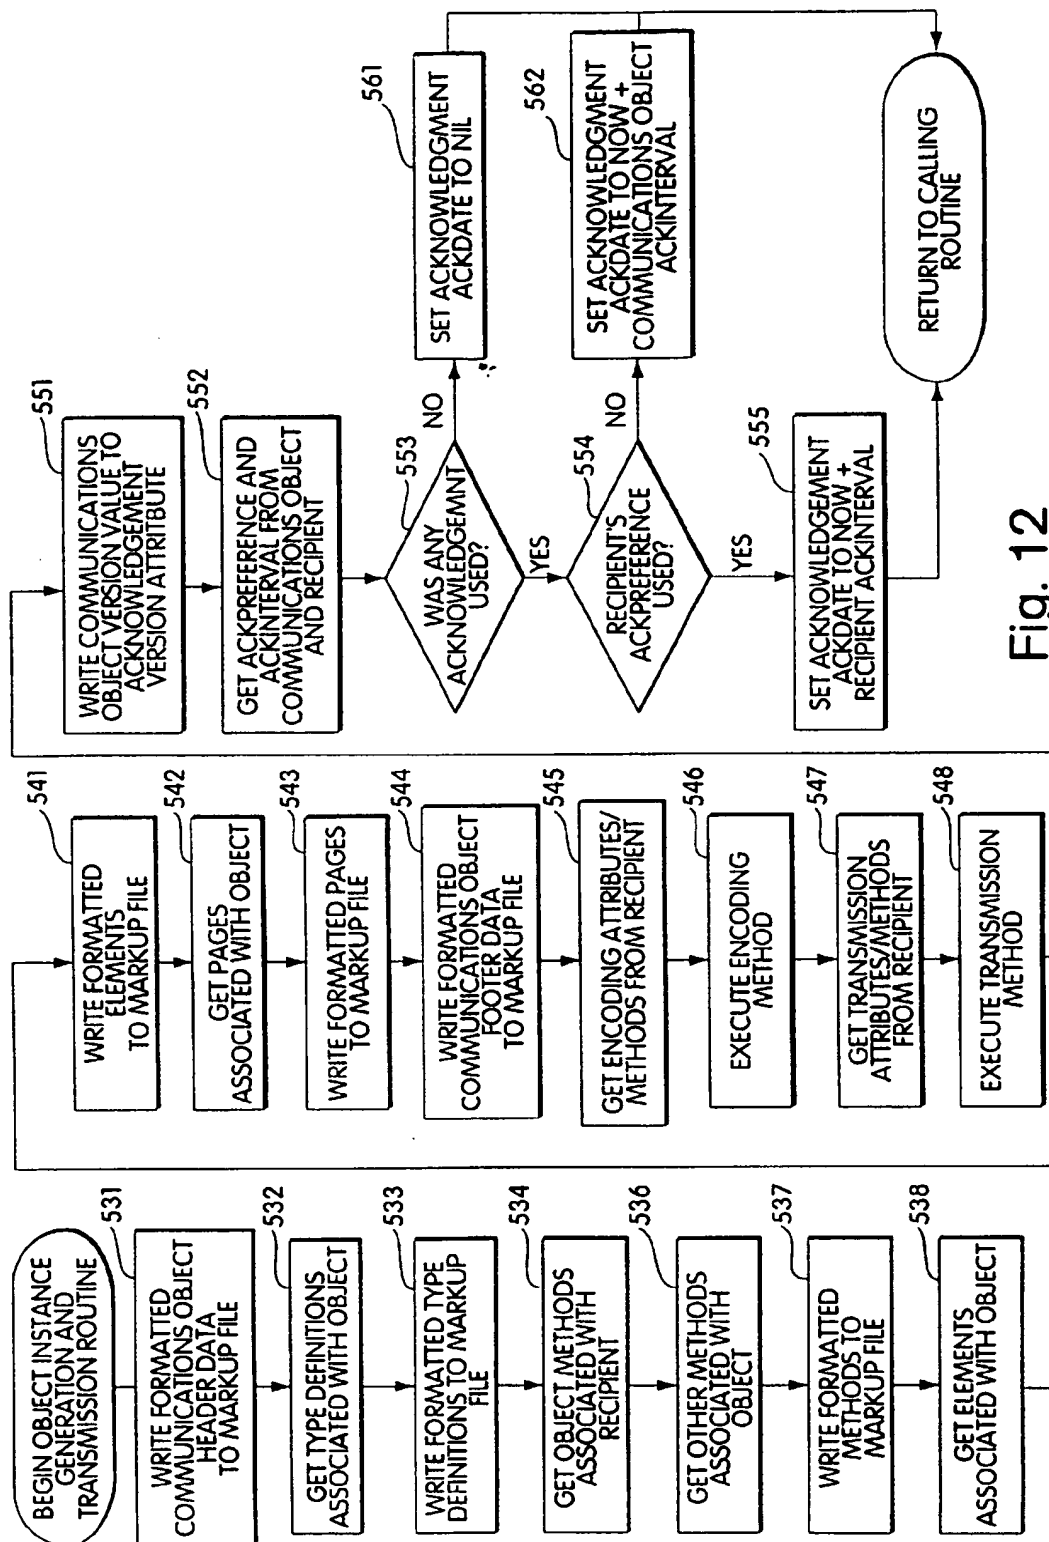 BEGIN OBJECT INSTANCE
GENERATION AND
TRANSMISSION ROUTINE
531
WRITE FORMATTED
COMMUNICATIONS OBJECT
HEADER DATA
TO MARKUP FILE
532
GET TYPE DEFINITIONS
ASSOCIATED WITH OBJECT
533
WRITE FORMATTED TYPE
DEFINITIONS TO MARKUP
FILE
534
GET OBJECT METHODS
ASSOCIATED WITH
RECIPIENT
536
GET OTHER METHODS
ASSOCIATED WITH
OBJECT
537
WRITE FORMATTED
METHODS TO
MARKUP FILE
538
GET ELEMENTS
ASSOCIATED WITH OBJECT
541
WRITE FORMATTED
ELEMENTS
TO MARKUP FILE
542
GET PAGES
ASSOCIATED WITH OBJECT
543
WRITE FORMATTED PAGES
TO MARKUP FILE
544
WRITE FORMATTED
COMMUNICATIONS OBJECT
FOOTER DATA
TO MARKUP FILE
545
GET ENCODING ATTRIBUTES/
METHODS FROM RECIPIENT
546
EXECUTE ENCODING
METHOD
547
GET TRANSMISSION
ATTRIBUTES/METHODS
FROM RECIPIENT
548
EXECUTE TRANSMISSION
METHOD
551
WRITE COMMUNICATIONS
OBJECT VERSION VALUE TO
ACKNOWLEDGEMENT
VERSION ATTRITBUTE
552
GET ACKPREFERENCE AND
ACKINTERVAL FROM
COMMUNICATIONS OBJECT
AND RECIPIENT
553
WAS ANY
ACKNOWLEDGEMNT
USED?
NO
YES
561
SET ACKNOWLEDGMENT
ACKDATE TO NIL
554
RECIPIENT'S
ACKPREFERENCE
USED?
NO
YES
562
SET ACKNOWLEDGMENT
ACKDATE TO NOW +
COMMUNICATIONS OBJECT
ACKINTERVAL
555
SET ACKNOWLEDGEMENT
ACKDATE TO NOW +
RECIPIENT ACKINTERVAL
RETURN TO CALLING
ROUTINE
Fig. 12